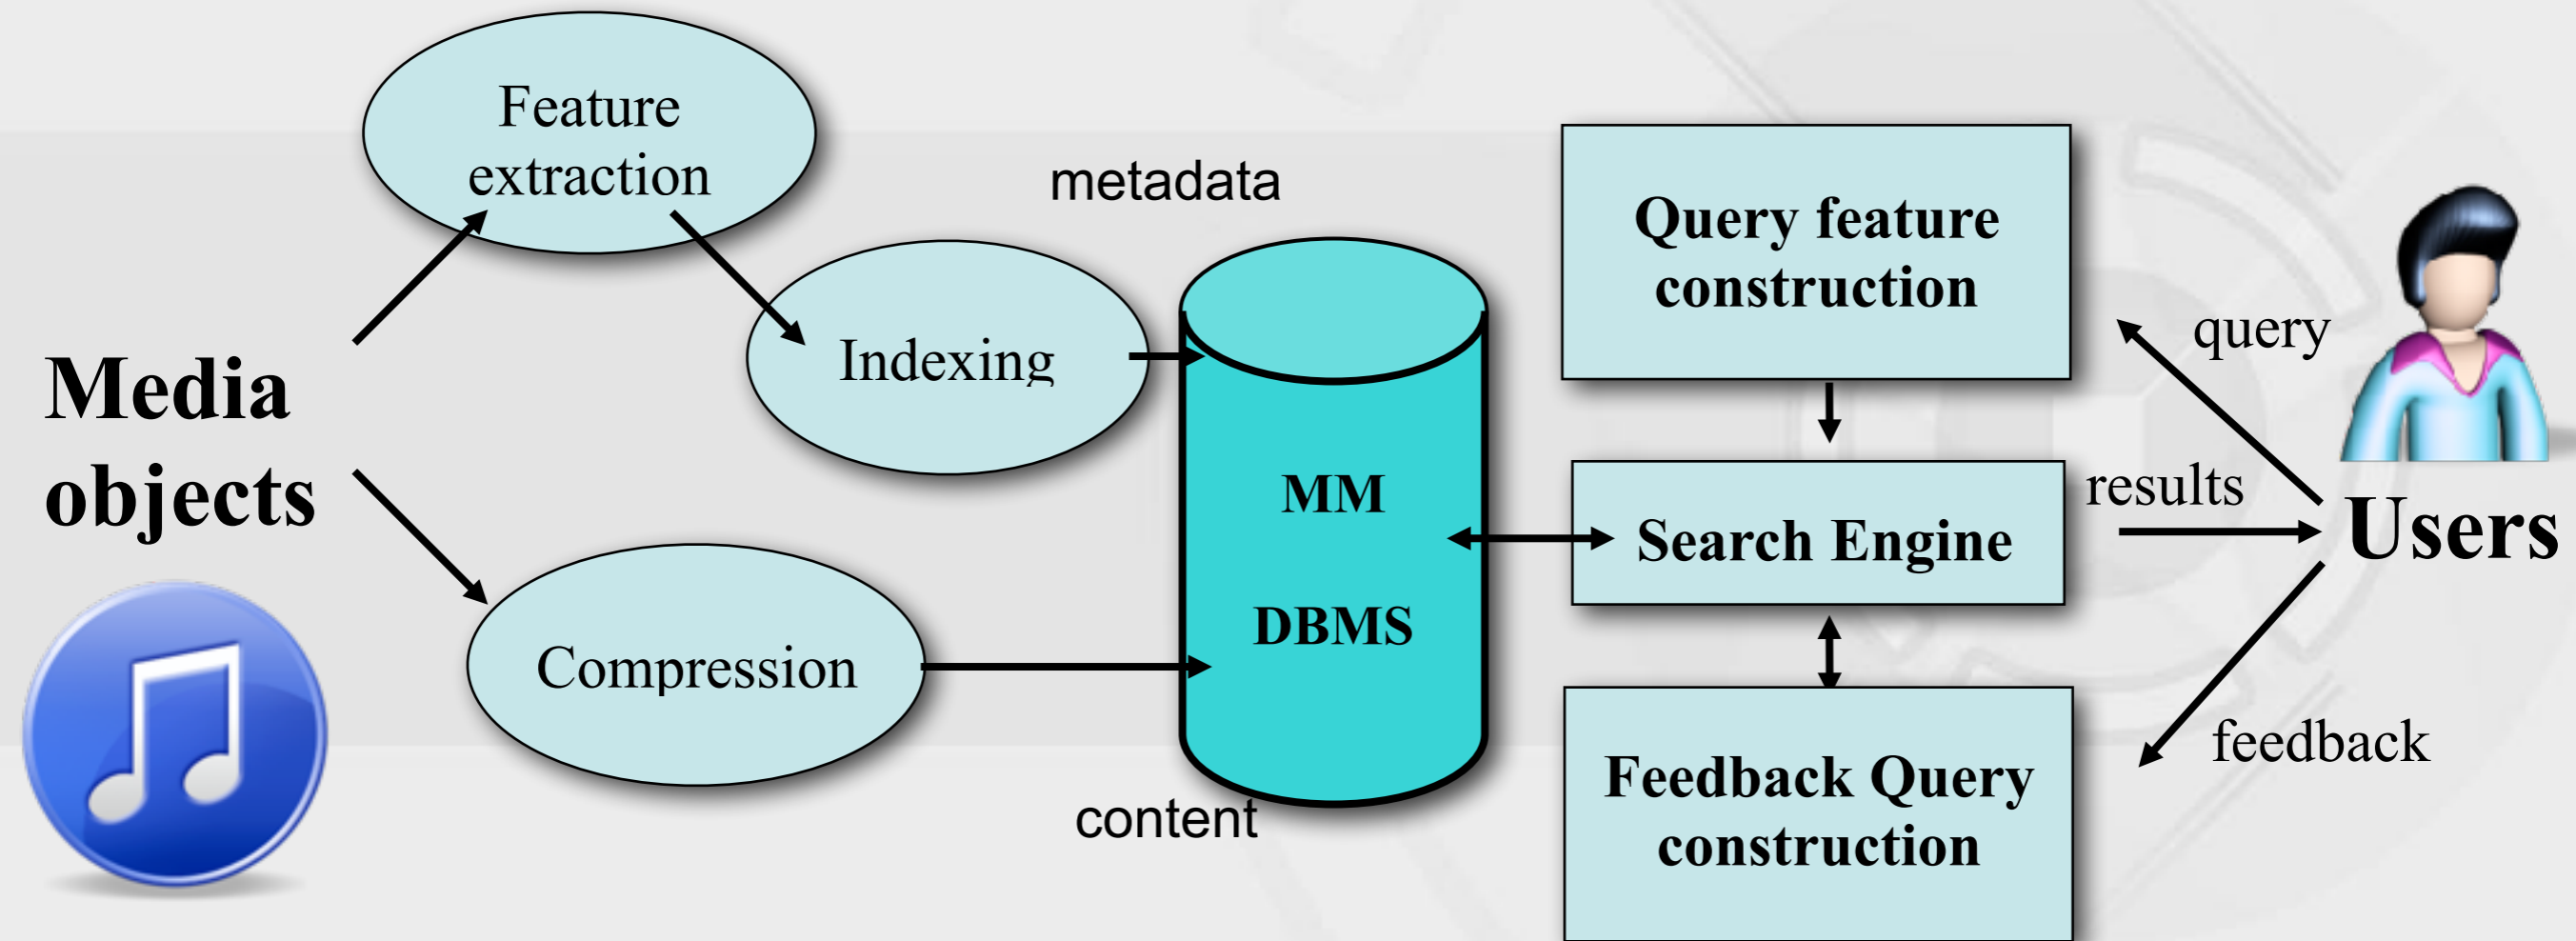 Feature
extraction
metadata
Indexing
Media
objects
Compression
content
MM
DBMS
Query feature
construction
Search Engine
Feedback Query
construction
query
results
Users
feedback